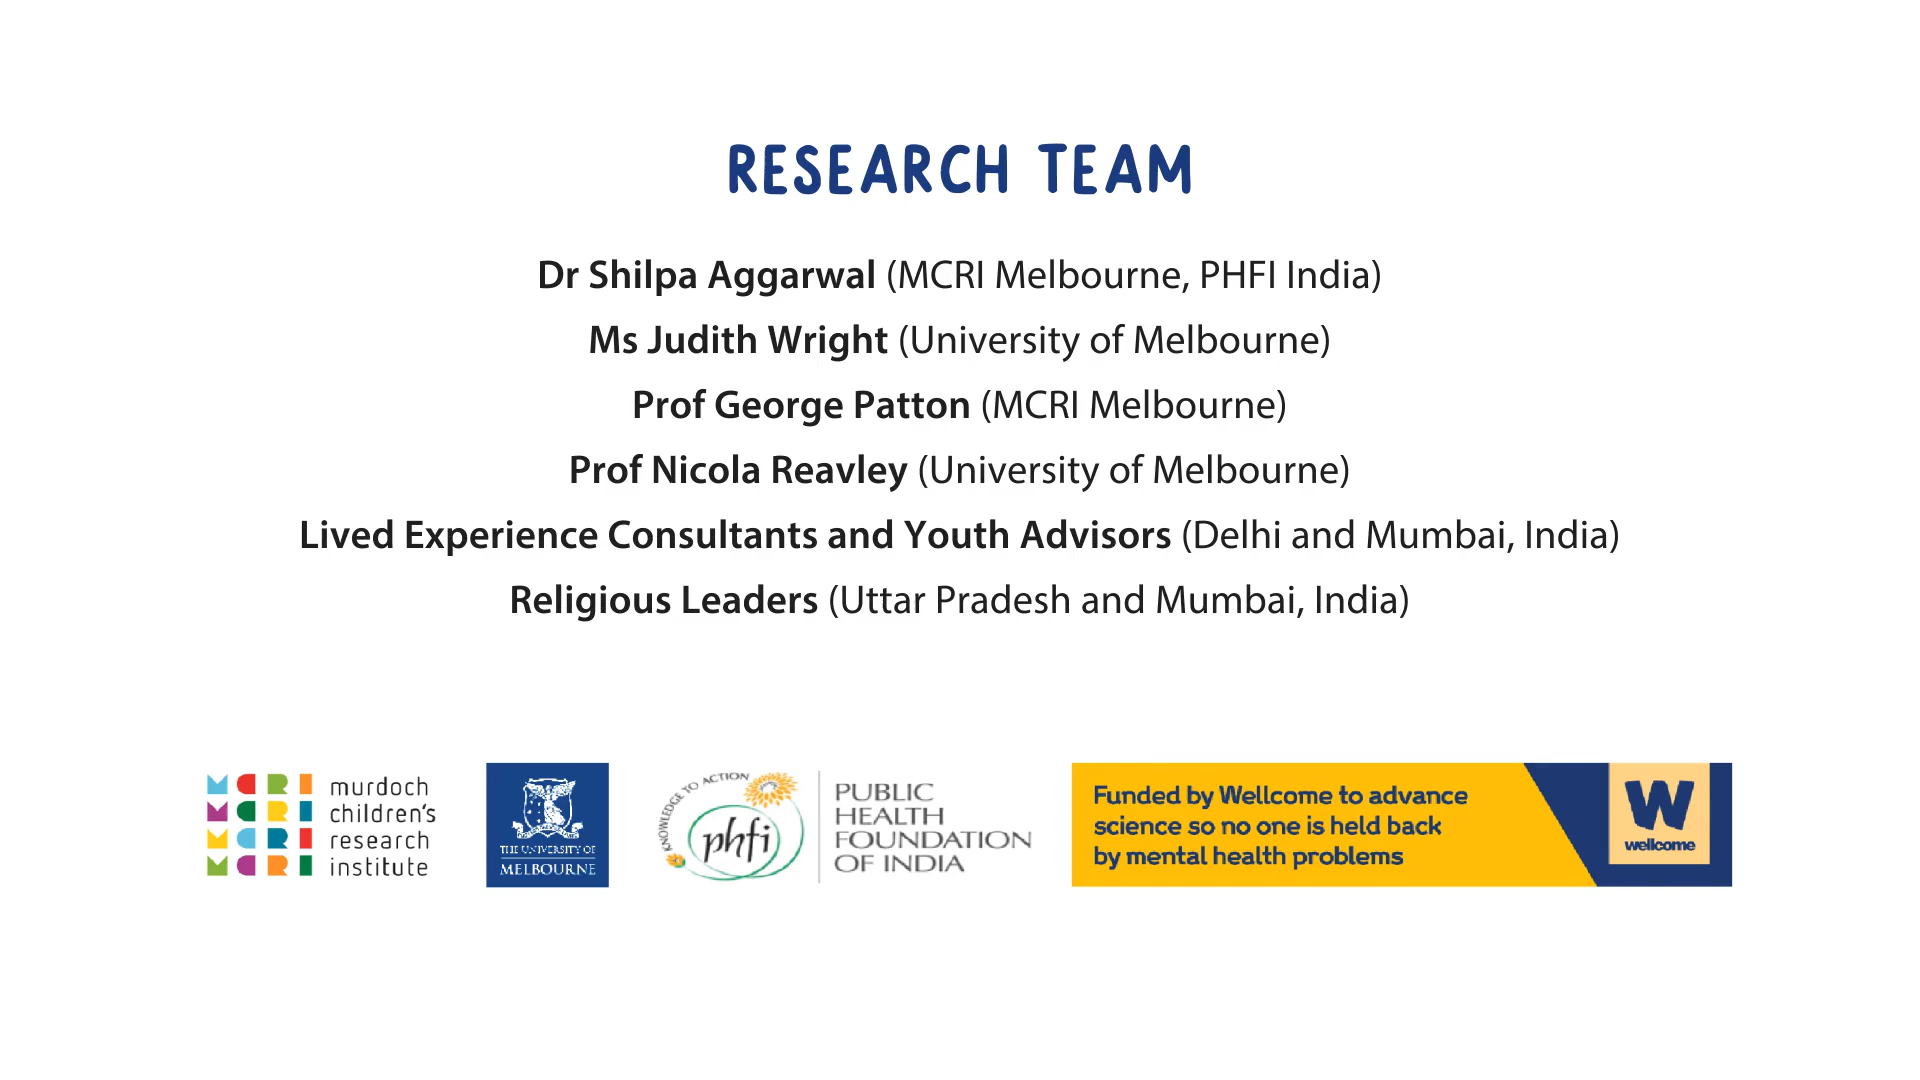 RESEARCH TEAM
Dr Shilpa Aggarwal (MCRI Melbourne, PHFI India)
Ms Judith Wright (University of Melbourne)
Prof George Patton (MCRI Melbourne)
Prof Nicola Reavley (University of Melbourne)
Lived Experience Consultants and Youth Advisors (Delhi and Mumbai, India)
Religious Leaders (Uttar Pradesh and Mumbai, India)
MCRI
MCRI
MCRI
MCRI
murdoch
children's
research
institute
THE UNIVERSITY OF
MELBOURNE
KNOWLEDGE TO ACTION
phfi
PUBLIC
HEALTH
FOUNDATION
OF INDIA
Funded by Wellcome to advance
science so no one is held back
by mental health problems
W
wellcome